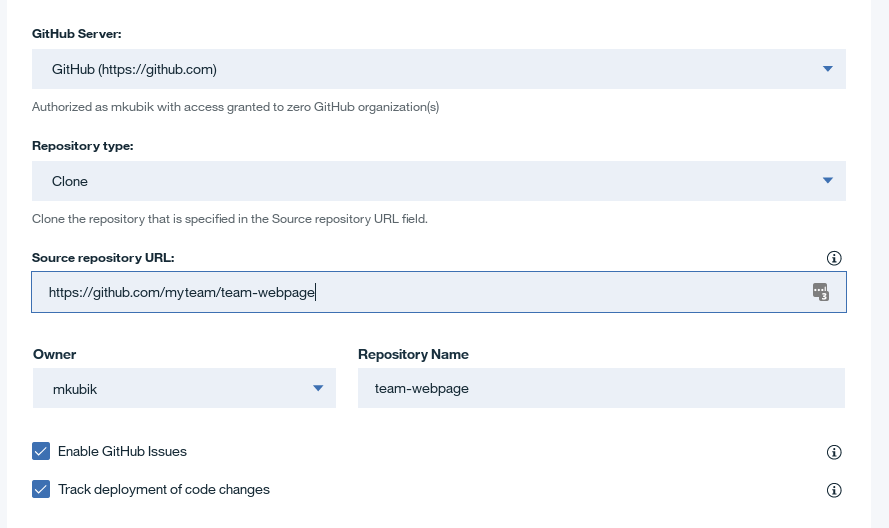 GitHub Server:
GitHub (https://github.com)
Authorized as mkubik with access granted to zero GitHub organization(s)
Repository type:
Clone
Clone the repository that is specified in the Source repository URL field.
Source repository URL:
https://github.com/myteam/team-webpage
3
Owner
Repository Name
mkubik
team-webpage
Enable GitHub Issues
Track deployment of code changes